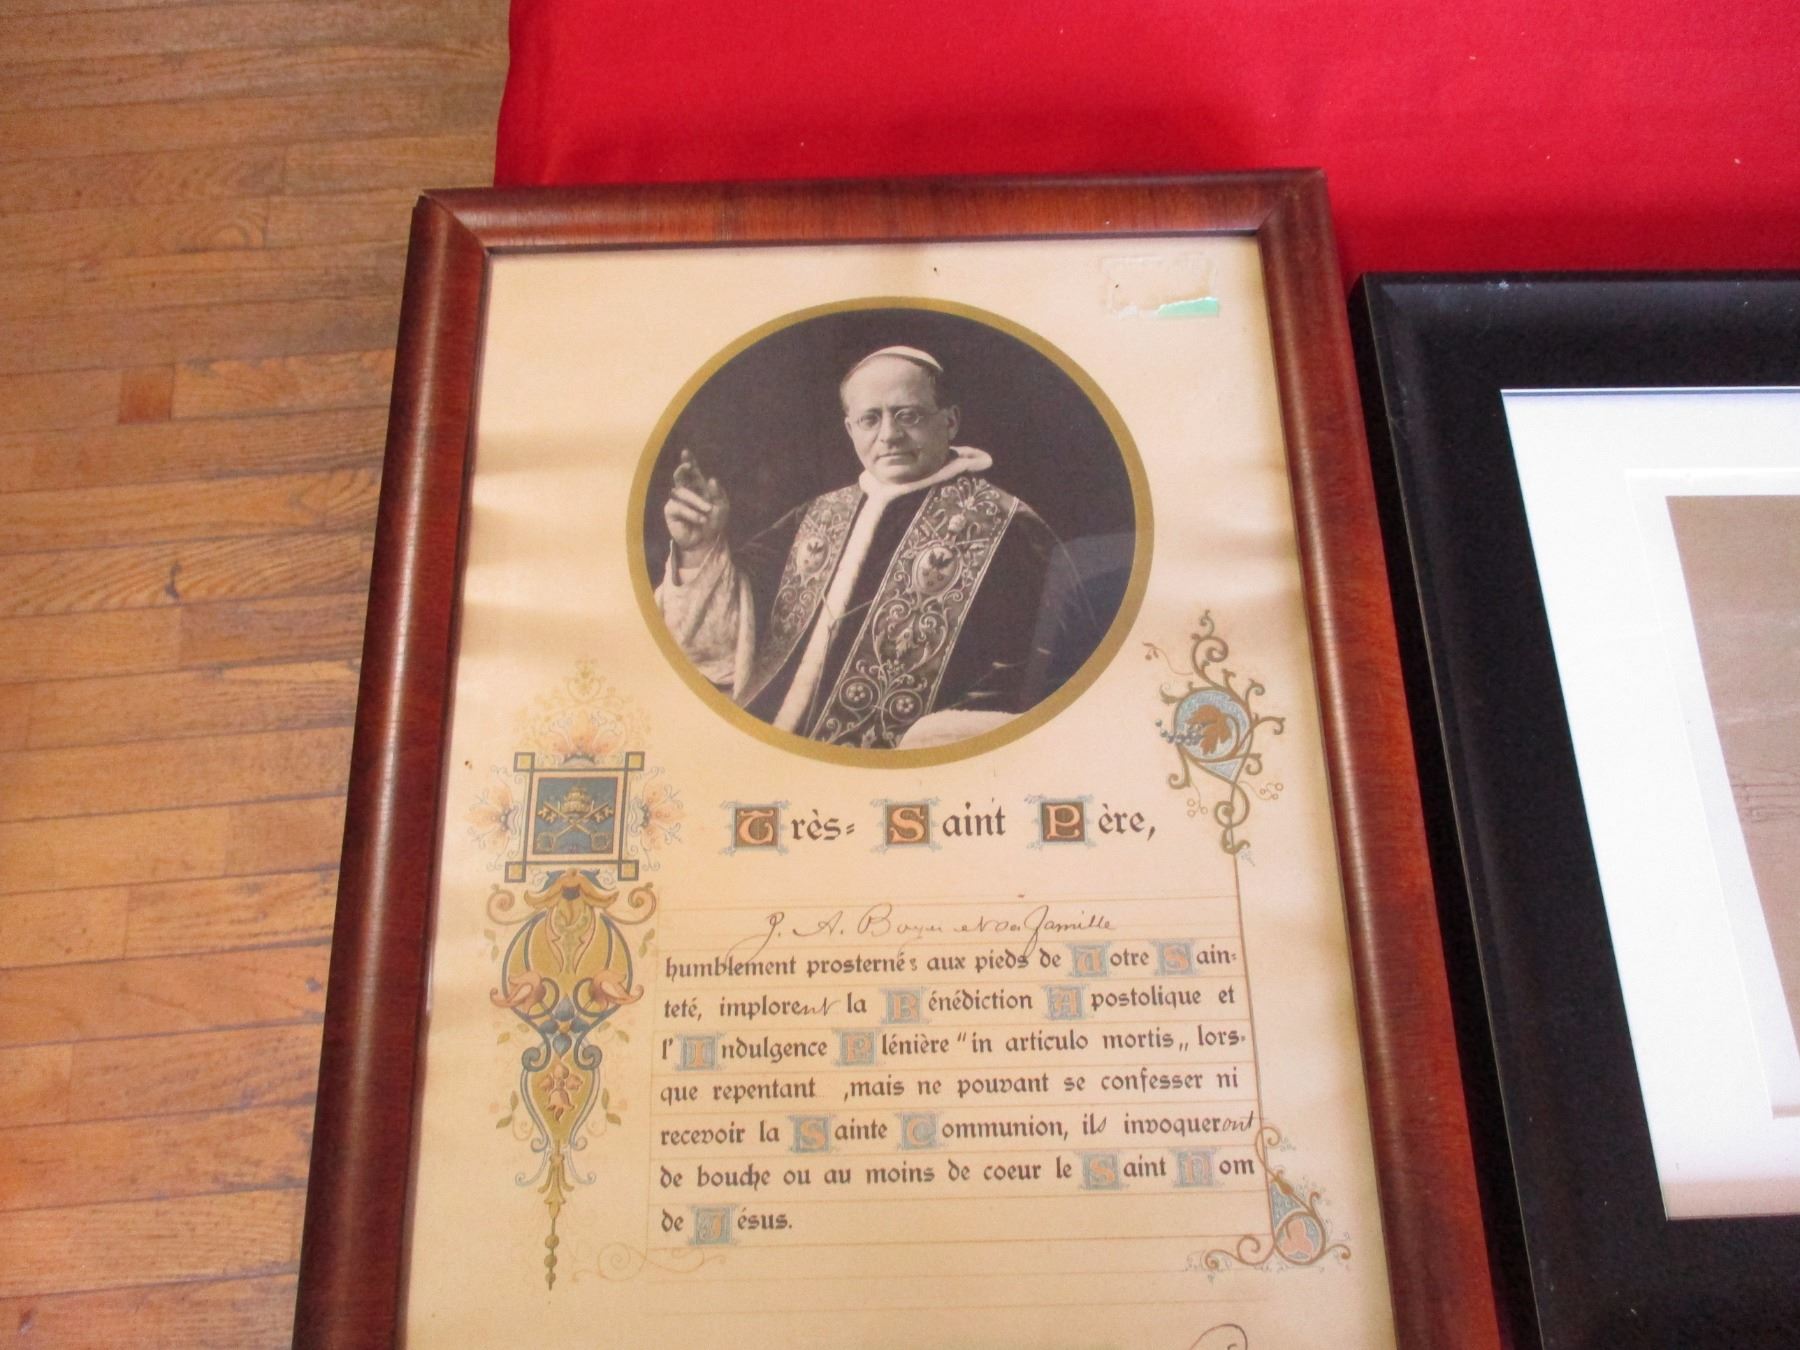 Très-Saint Père,
J. A. Boyer et sa famille
humblement prosternés aux pieds de Votre Sain-
teté, implorent la Bénédiction Apostolique et
l'Indulgence Plénière "in articulo mortis„ lors-
que repentant ,mais ne pouvant se confesser ni
recevoir la Sainte Communion, ils invoqueront
de bouche ou au moins de coeur le Saint Nom
de Jésus.